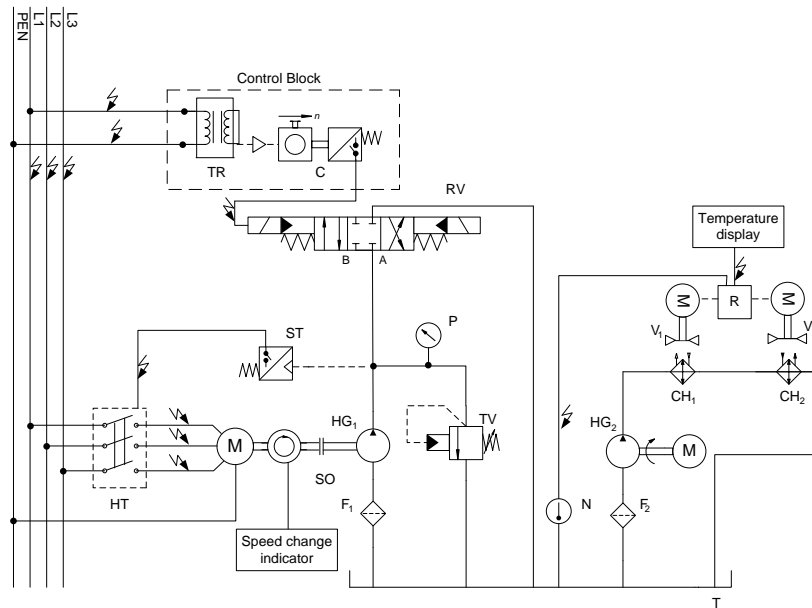 PEN
L1
L2
L3
Control Block
n
TR
C
RV
B
A
Temperature
display
M
R
M
V1
V
ST
P
CH1
CH2
HG1
TV
HG2
M
M
SO
HT
F1
N
F2
Speed change
indicator
T